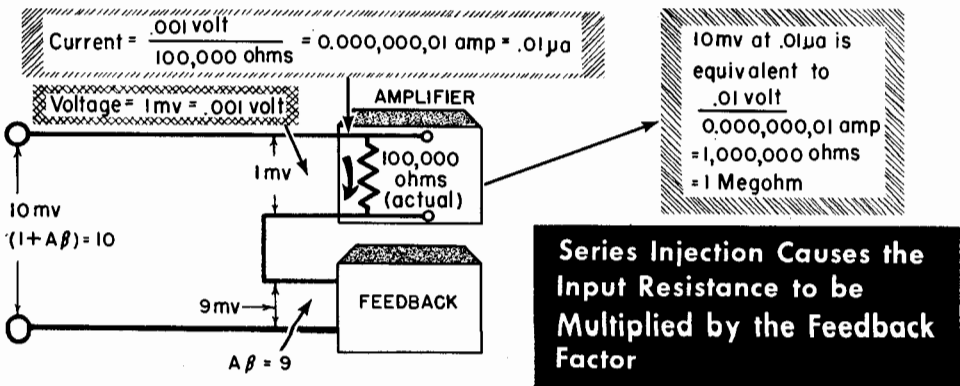 Current = .001 volt / 100,000 ohms = 0.000,000,01 amp = .01µa
Voltage = 1mv = .001 volt
AMPLIFIER
1mv
100,000
ohms
(actual)
10mv
(1+Aβ)=10
9mv
FEEDBACK
Aβ = 9
10mv at .01µa is
equivalent to
.01 volt
0.000,000,01 amp
=1,000,000 ohms
=1 Megohm
Series Injection Causes the
Input Resistance to be
Multiplied by the Feedback
Factor